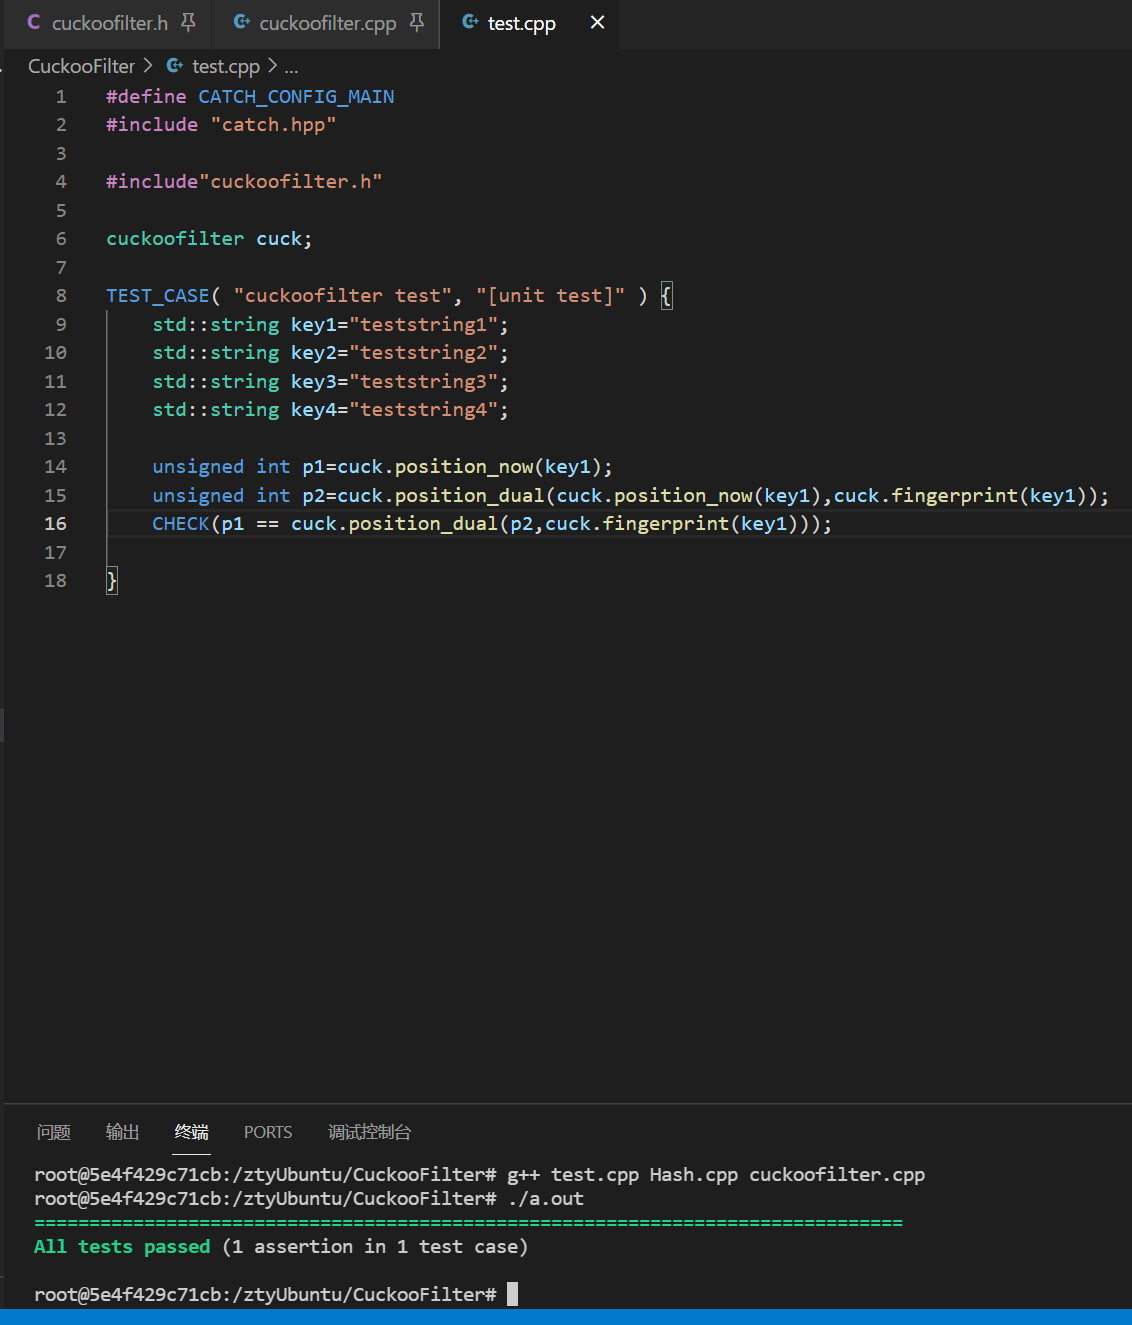 cuckoofilter.h cuckoofilter.cpp test.cpp
CuckooFilter > test.cpp > ...
1 #define CATCH_CONFIG_MAIN
2 #include "catch.hpp"
3
4 #include"cuckoofilter.h"
5
6 cuckoofilter cuck;
7
8 TEST_CASE( "cuckoofilter test", "[unit test]" ) {
9     std::string key1="teststring1";
10     std::string key2="teststring2";
11     std::string key3="teststring3";
12     std::string key4="teststring4";
13
14     unsigned int p1=cuck.position_now(key1);
15     unsigned int p2=cuck.position_dual(cuck.position_now(key1),cuck.fingerprint(key1));
16     CHECK(p1 == cuck.position_dual(p2,cuck.fingerprint(key1)));
17
18 }
问题 输出 终端 PORTS 调试控制台
root@5e4f429c71cb:/ztyUbuntu/CuckooFilter# g++ test.cpp Hash.cpp cuckoofilter.cpp
root@5e4f429c71cb:/ztyUbuntu/CuckooFilter# ./a.out
===============================================================================
All tests passed (1 assertion in 1 test case)
root@5e4f429c71cb:/ztyUbuntu/CuckooFilter#